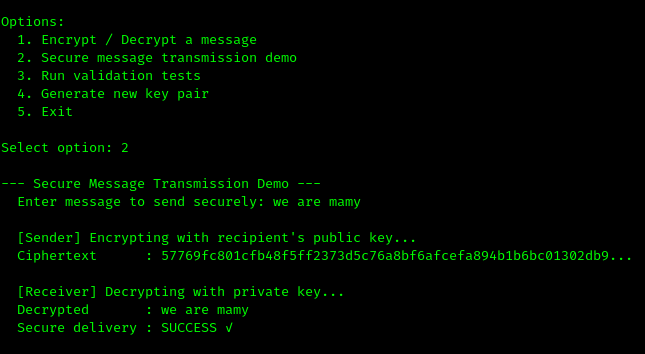 Options:
1. Encrypt / Decrypt a message
2. Secure message transmission demo
3. Run validation tests
4. Generate new key pair
5. Exit
Select option: 2
--- Secure Message Transmission Demo ---
Enter message to send securely: we are mamy
[Sender] Encrypting with recipient's public key...
Ciphertext      : 57769fc801cfb48f5ff2373d5c76a8bf6afcefa894b1b6bc01302db9...
[Receiver] Decrypting with private key...
Decrypted       : we are mamy
Secure delivery : SUCCESS √